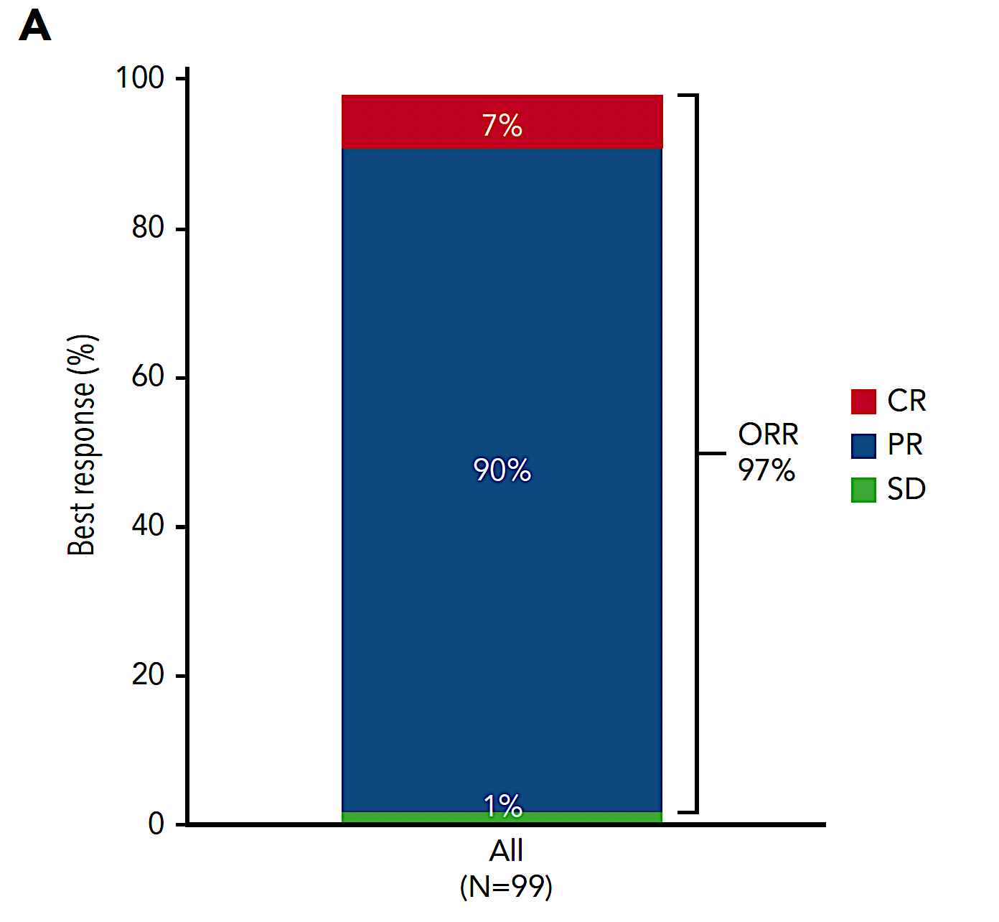 A
100
80
60
40
20
0
Best response (%)
7%
90%
1%
ORR
97%
CR
PR
SD
All
(N=99)